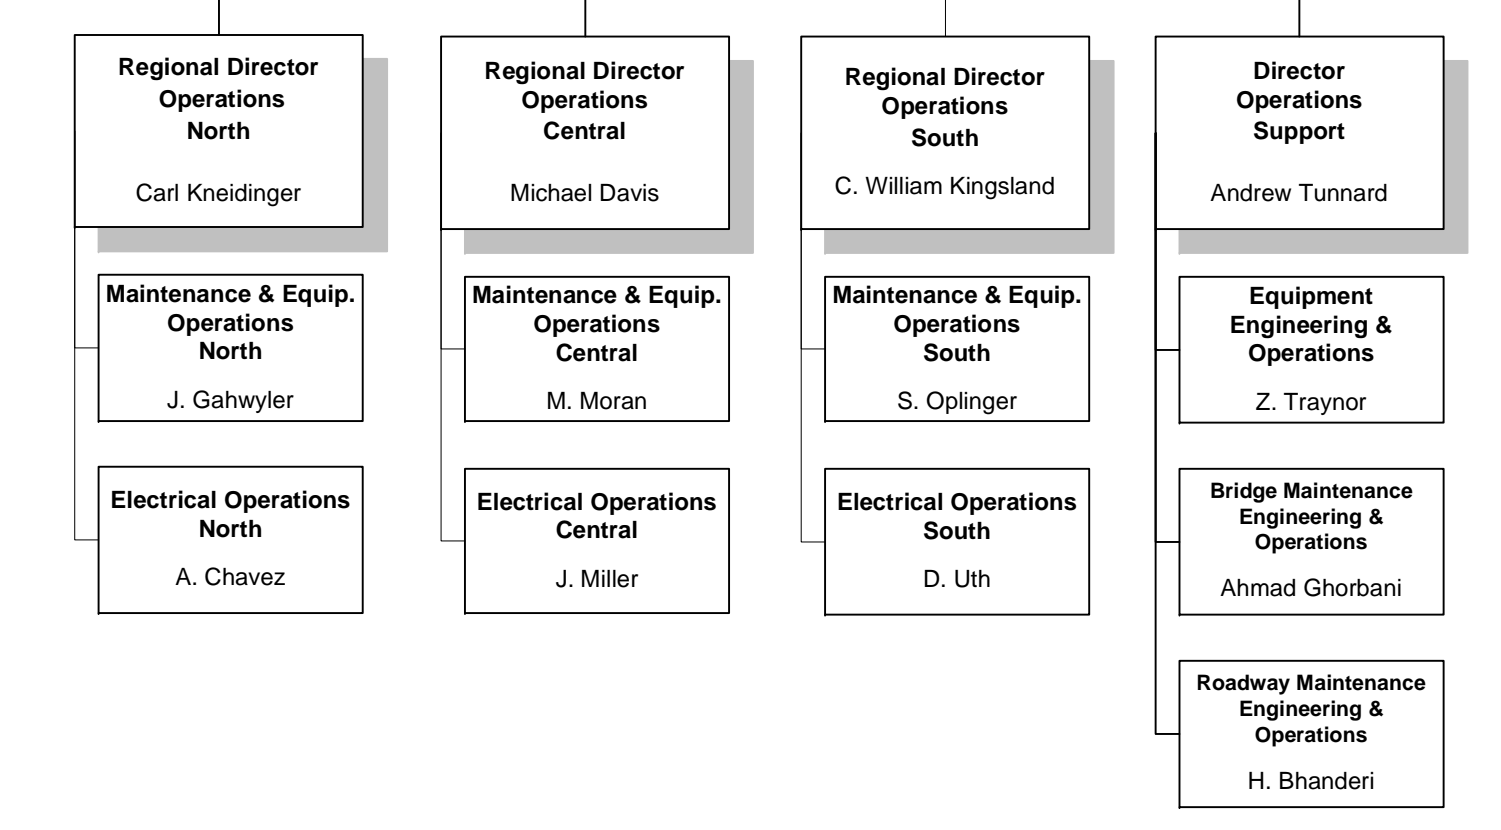 Regional Director
Operations
North
Carl Kneidinger
Maintenance & Equip.
Operations
North
J. Gahwyler
Electrical Operations
North
A. Chavez
Regional Director
Operations
Central
Michael Davis
Maintenance & Equip.
Operations
Central
M. Moran
Electrical Operations
Central
J. Miller
Regional Director
Operations
South
C. William Kingsland
Maintenance & Equip.
Operations
South
S. Oplinger
Electrical Operations
South
D. Uth
Director
Operations
Support
Andrew Tunnard
Equipment
Engineering &
Operations
Z. Traynor
Bridge Maintenance
Engineering &
Operations
Ahmad Ghorbani
Roadway Maintenance
Engineering &
Operations
H. Bhanderi